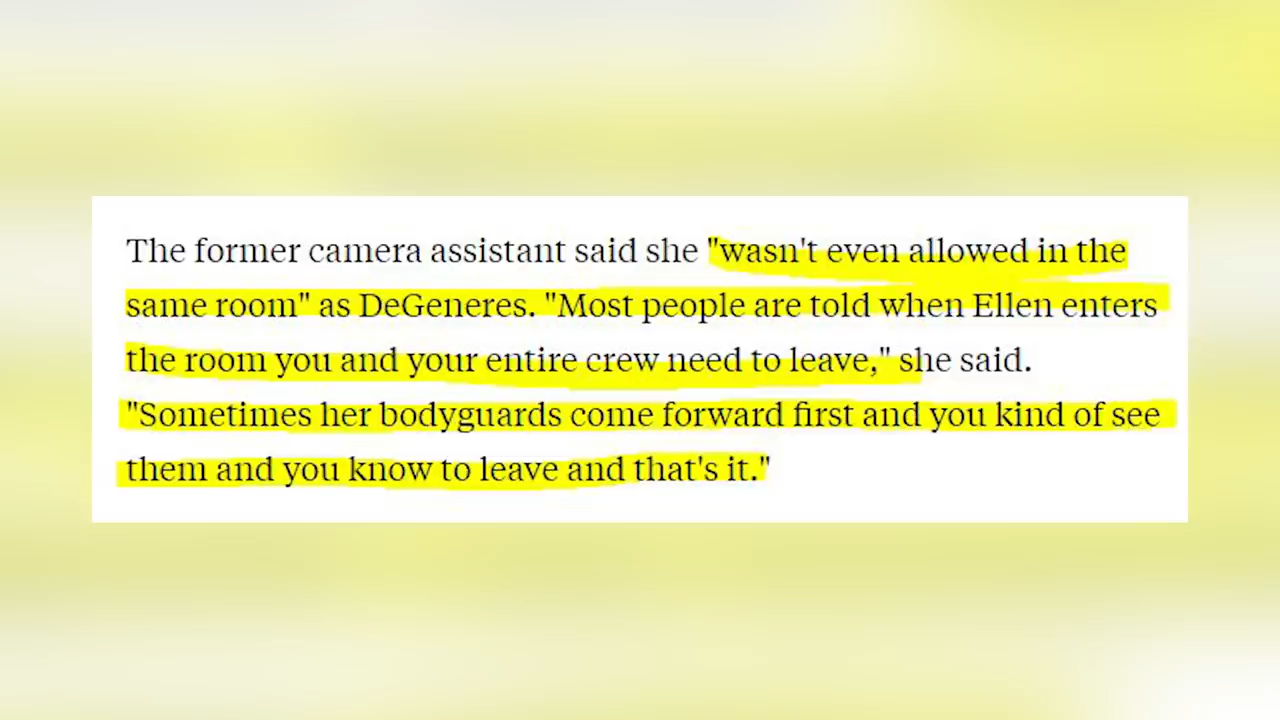 The former camera assistant said she "wasn't even allowed in the
same room" as DeGeneres. "Most people are told when Ellen enters
the room you and your entire crew need to leave," she said.
"Sometimes her bodyguards come forward first and you kind of see
them and you know to leave and that's it."